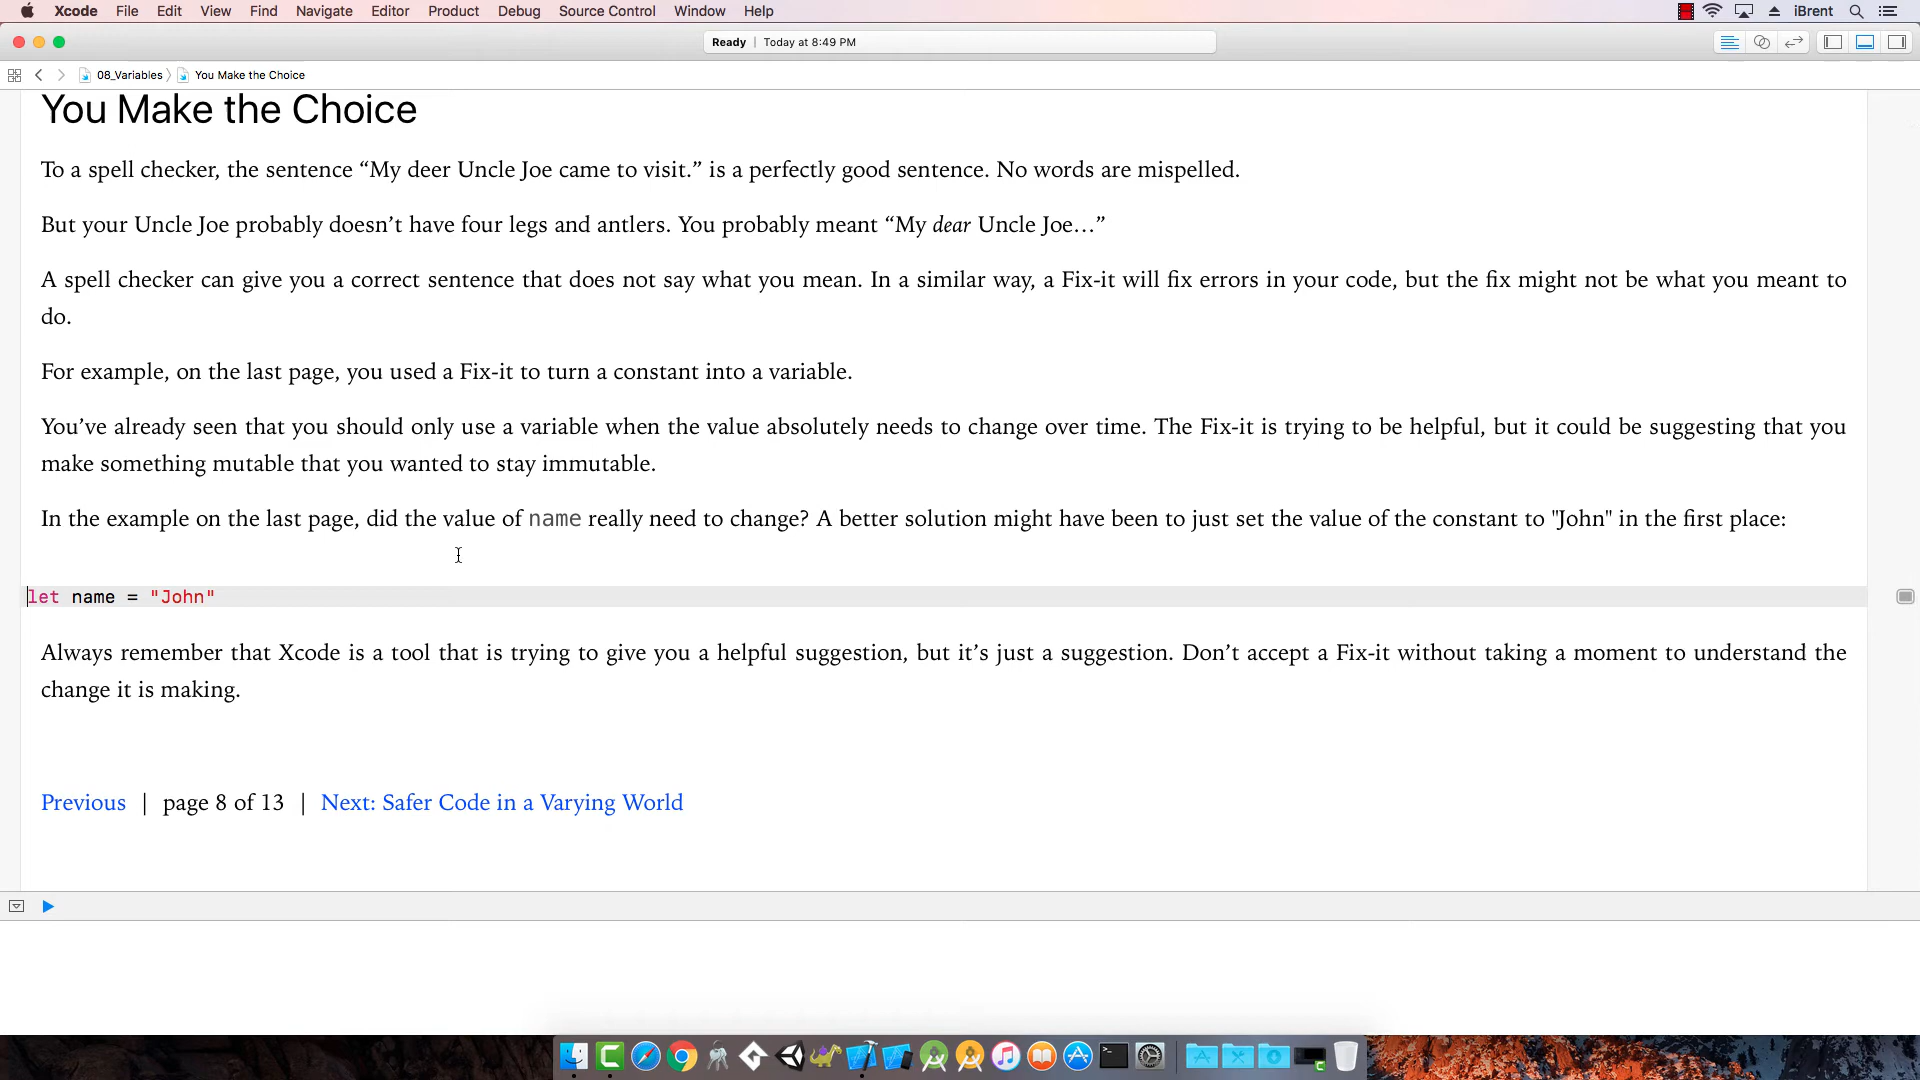 Xcode File Edit View Find Navigate Editor Product Debug Source Control Window Help iBrent
Ready | Today at 8:49 PM
08_Variables You Make the Choice
You Make the Choice
To a spell checker, the sentence “My deer Uncle Joe came to visit.” is a perfectly good sentence. No words are mispelled.
But your Uncle Joe probably doesn’t have four legs and antlers. You probably meant “My dear Uncle Joe…”
A spell checker can give you a correct sentence that does not say what you mean. In a similar way, a Fix-it will fix errors in your code, but the fix might not be what you meant to
do.
For example, on the last page, you used a Fix-it to turn a constant into a variable.
You’ve already seen that you should only use a variable when the value absolutely needs to change over time. The Fix-it is trying to be helpful, but it could be suggesting that you
make something mutable that you wanted to stay immutable.
In the example on the last page, did the value of name really need to change? A better solution might have been to just set the value of the constant to "John" in the first place:
let name = "John"
Always remember that Xcode is a tool that is trying to give you a helpful suggestion, but it’s just a suggestion. Don’t accept a Fix-it without taking a moment to understand the
change it is making.
Previous | page 8 of 13 | Next: Safer Code in a Varying World